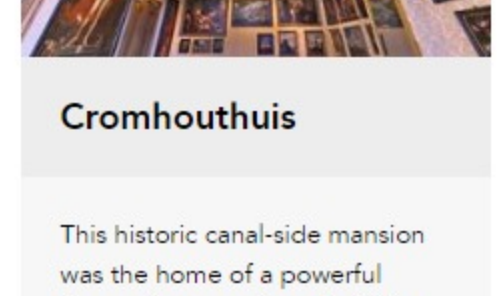 Cromhouthuis
This historic canal-side mansion
was the home of a powerful